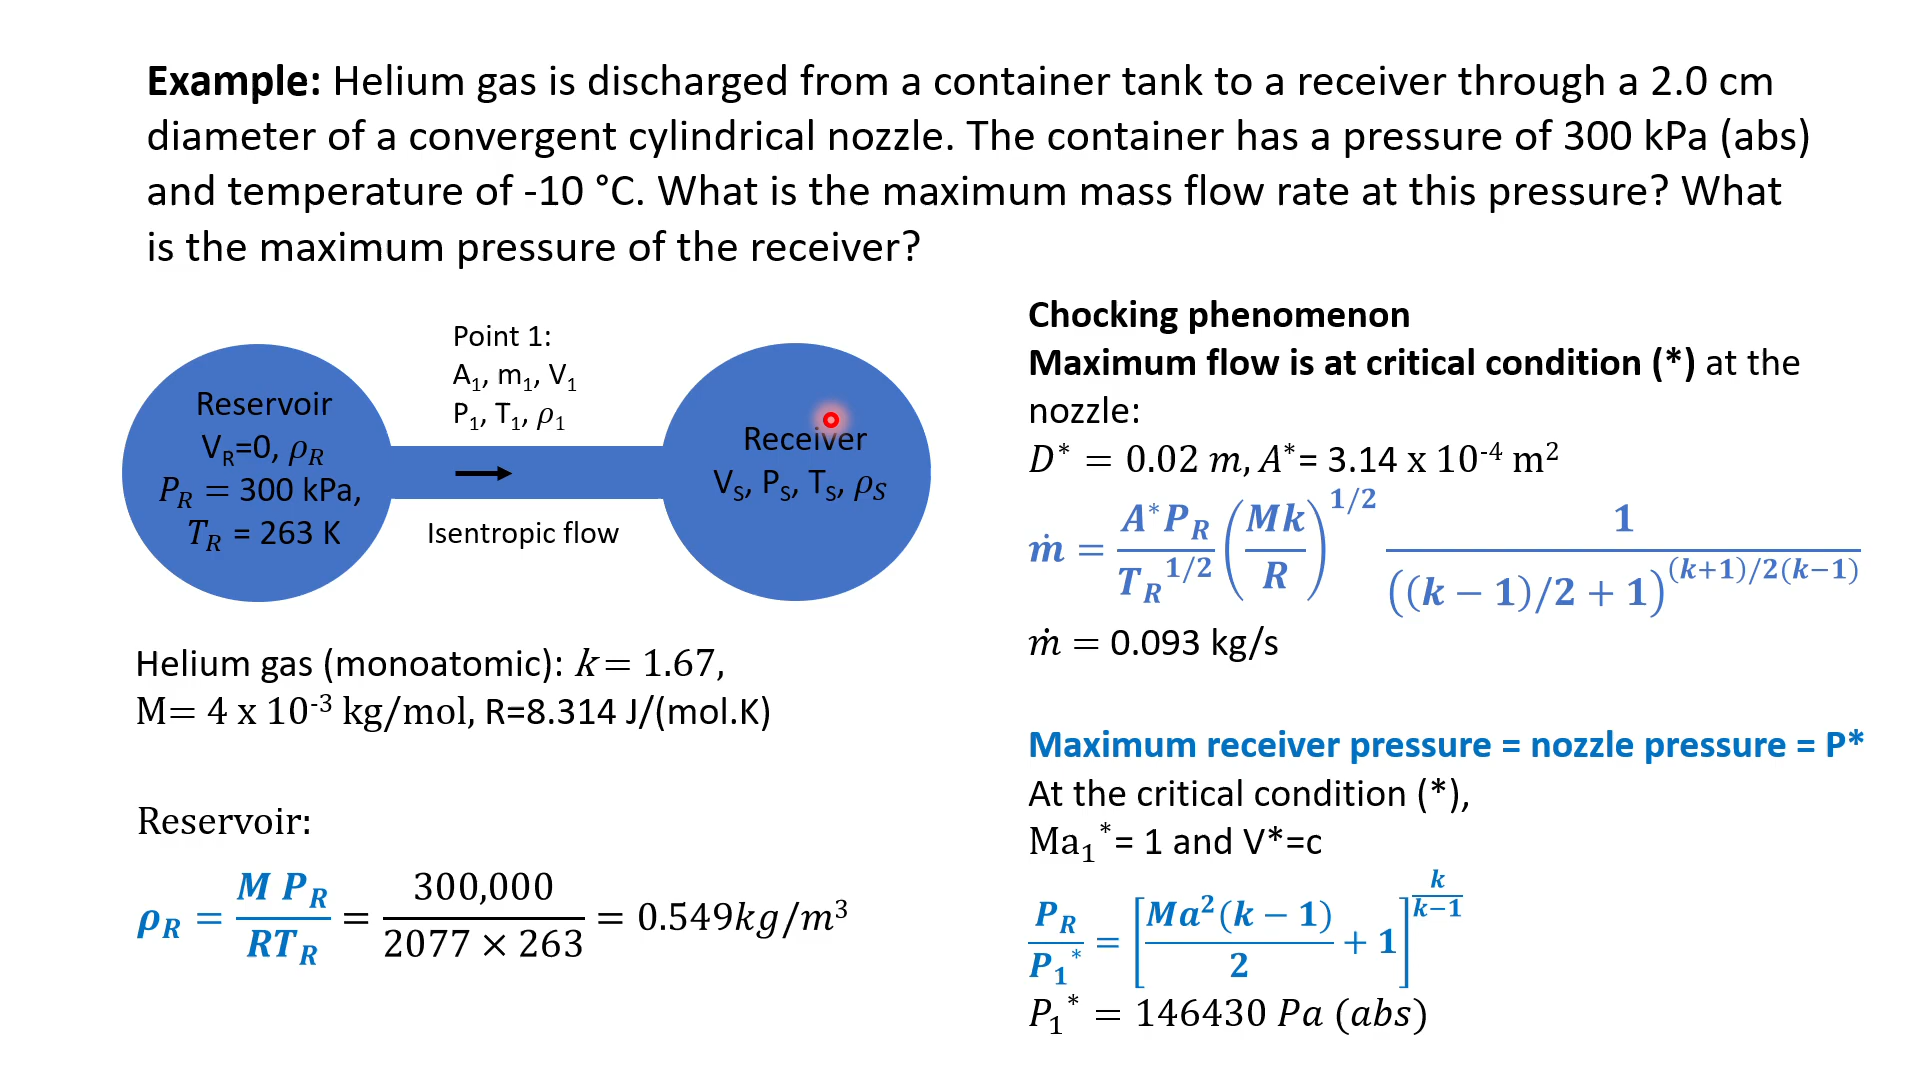 Example: Helium gas is discharged from a container tank to a receiver through a 2.0 cm
diameter of a convergent cylindrical nozzle. The container has a pressure of 300 kPa (abs)
and temperature of -10 °C. What is the maximum mass flow rate at this pressure? What
is the maximum pressure of the receiver?
Point 1:
A₁, m₁, V₁
P₁, T₁, ρ₁
Reservoir
V_R=0, ρ_R
P_R = 300 kPa,
T_R = 263 K
Isentropic flow
Receiver
V_S, P_S, T_S, ρ_S
Helium gas (monoatomic): k = 1.67,
M= 4 x 10⁻³ kg/mol, R=8.314 J/(mol.K)
Reservoir:
ρ_R = M P_R / RT_R = 300,000 / 2077 × 263 = 0.549kg/m³
Chocking phenomenon
Maximum flow is at critical condition (*) at the
nozzle:
D* = 0.02 m, A*= 3.14 x 10⁻⁴ m²
ṁ = A*P_R / T_R^1/2 (Mk / R)^1/2 1 / ((k − 1)/2 + 1)^(k+1)/2(k−1)
ṁ = 0.093 kg/s
Maximum receiver pressure = nozzle pressure = P*
At the critical condition (*),
Ma₁*= 1 and V*=c
P_R / P₁* = [Ma²(k − 1) / 2 + 1]^k/k−1
P₁* = 146430 Pa (abs)